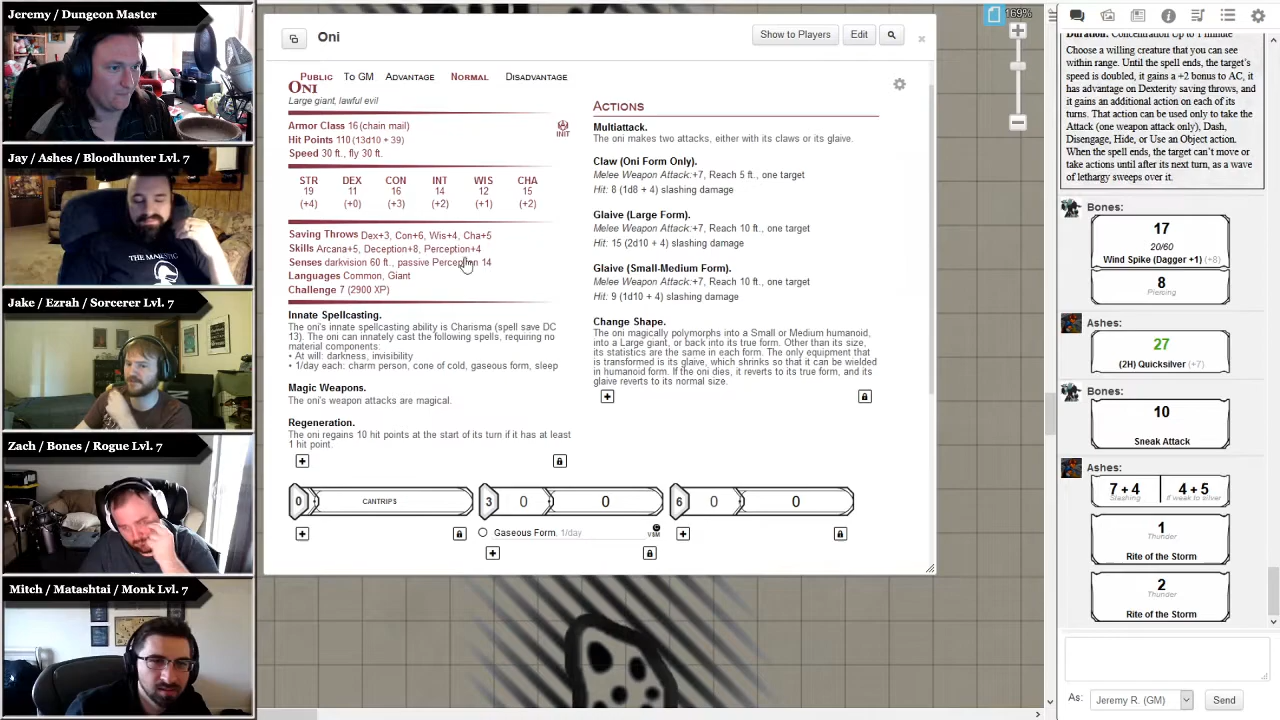 Jeremy / Dungeon Master
Jay / Ashes / Bloodhunter Lvl. 7
THE MAJESTIC
Jake / Ezrah / Sorcerer Lvl. 7
Zach / Bones / Rogue Lvl. 7
Mitch / Matashtai / Monk Lvl. 7
Oni
Show to Players
Edit
PUBLIC To GM ADVANTAGE NORMAL DISADVANTAGE
ONI
Large giant, lawful evil
Armor Class 16 (chain mail)
Hit Points 110 (13d10 + 39)
Speed 30 ft., fly 30 ft.
INIT
STR DEX CON INT WIS CHA
19 11 16 14 12 15
(+4) (+0) (+3) (+2) (+1) (+2)
Saving Throws Dex+3, Con+6, Wis+4, Cha+5
Skills Arcana+5, Deception+8, Perception+4
Senses darkvision 60 ft., passive Perception 14
Languages Common, Giant
Challenge 7 (2900 XP)
Innate Spellcasting.
The oni's innate spellcasting ability is Charisma (spell save DC
13). The oni can innately cast the following spells, requiring no
material components:
• At will: darkness, invisibility
• 1/day each: charm person, cone of cold, gaseous form, sleep
Magic Weapons.
The oni's weapon attacks are magical.
Regeneration.
The oni regains 10 hit points at the start of its turn if it has at least
1 hit point.
ACTIONS
Multiattack.
The oni makes two attacks, either with its claws or its glaive.
Claw (Oni Form Only).
Melee Weapon Attack:+7, Reach 5 ft., one target
Hit: 8 (1d8 + 4) slashing damage
Glaive (Large Form).
Melee Weapon Attack:+7, Reach 10 ft., one target
Hit: 15 (2d10 + 4) slashing damage
Glaive (Small-Medium Form).
Melee Weapon Attack:+7, Reach 10 ft., one target
Hit: 9 (1d10 + 4) slashing damage
Change Shape.
The oni magically polymorphs into a Small or Medium humanoid,
into a Large giant, or back into its true form. Other than its size,
its statistics are the same in each form. The only equipment that
is transformed is its glaive, which shrinks so that it can be wielded
in humanoid form. If the oni dies, it reverts to its true form, and its
glaive reverts to its normal size.
0 CANTRIPS
3 0 0
6 0 0
Gaseous Form. 1/day
C
VSM
169%
Duration: Concentration Up to 1 minute
Choose a willing creature that you can see
within range. Until the spell ends, the target's
speed is doubled, it gains a +2 bonus to AC, it
has advantage on Dexterity saving throws, and
it gains an additional action on each of its
turns. That action can be used only to take the
Attack (one weapon attack only), Dash,
Disengage, Hide, or Use an Object action.
When the spell ends, the target can't move or
take actions until after its next turn, as a wave
of lethargy sweeps over it.
Bones:
17
20/60
Wind Spike (Dagger +1) (+8)
8
Piercing
Ashes:
27
(2H) Quicksilver (+7)
Bones:
10
Sneak Attack
Ashes:
7 + 4 4 + 5
Slashing If weak to silver
1
Thunder
Rite of the Storm
2
Thunder
Rite of the Storm
As: Jeremy R. (GM) Send